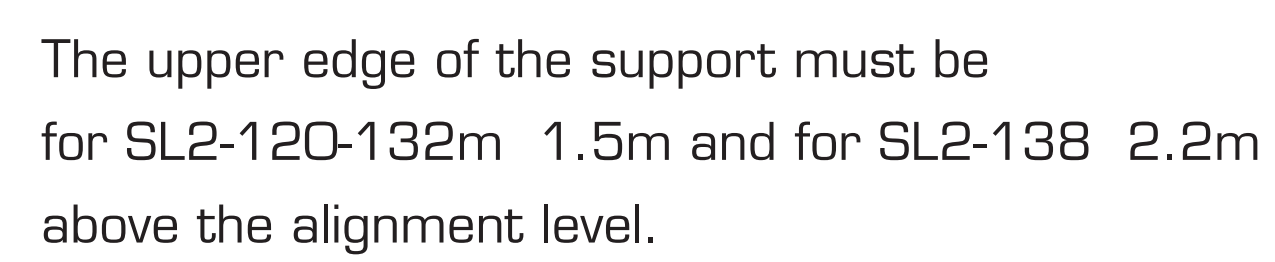 The upper edge of the support must be
for SL2-120-132m  1.5m and for SL2-138  2.2m
above the alignment level.